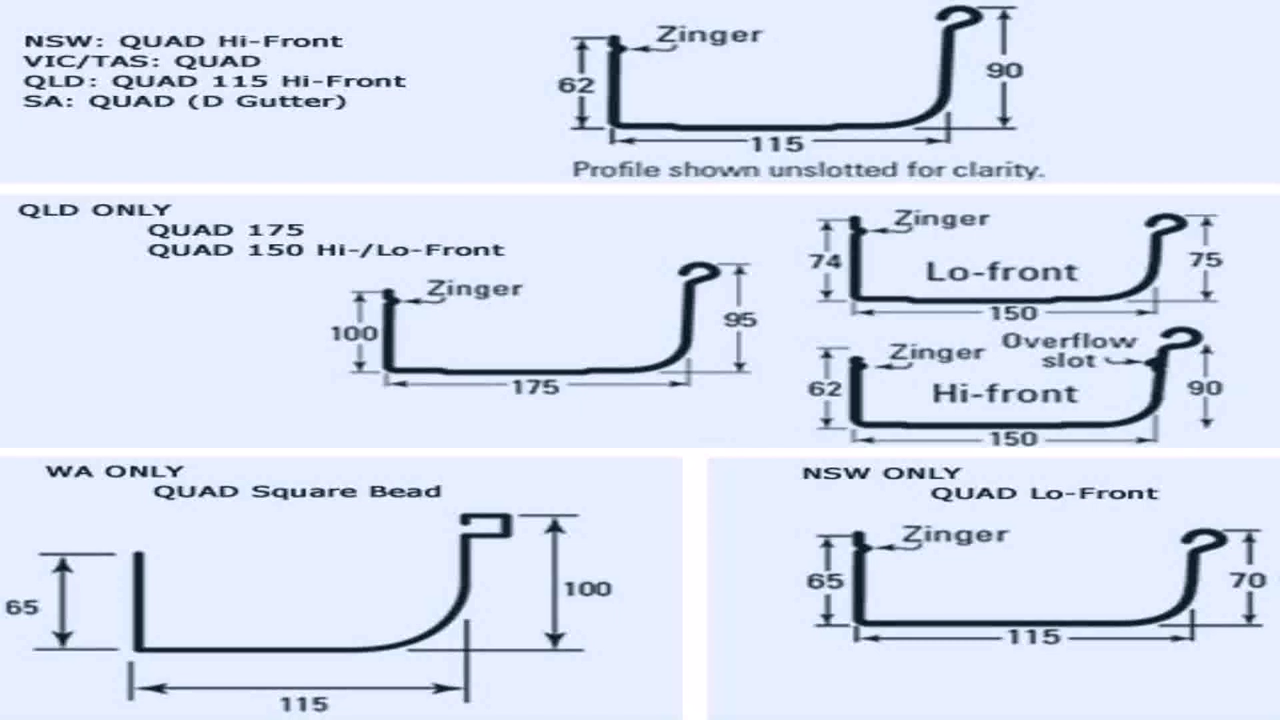 NSW: QUAD Hi-Front
VIC/TAS: QUAD
QLD: QUAD 115 Hi-Front
SA: QUAD (D Gutter)
Zinger
62
90
115
Profile shown unslotted for clarity.
QLD ONLY
QUAD 175
QUAD 150 Hi-/Lo-Front
Zinger
100
95
175
Zinger
74
Lo-front
75
150
Overflow
Zinger
slot
62
Hi-front
90
150
WA ONLY
QUAD Square Bead
65
100
115
NSW ONLY
QUAD Lo-Front
Zinger
65
70
115